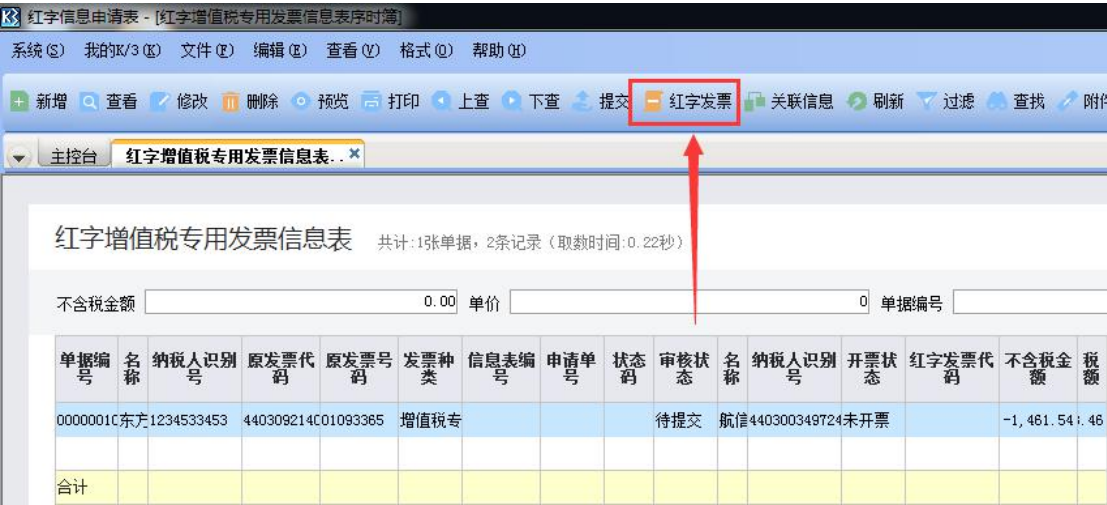 红字信息申请表 - [红字增值税专用发票信息表序时簿]
系统(S) 我的K/3(K) 文件(F) 编辑(E) 查看(V) 格式(O) 帮助(H)
新增 查看 修改 删除 预览 打印 上查 下查 提交 红字发票 关联信息 刷新 过滤 查找 附件
主控台 红字增值税专用发票信息表..×
红字增值税专用发票信息表 共计:1张单据，2条记录（取数时间:0.22秒）
不含税金额 0.00 单价 0 单据编号
单据编号 名称 纳税人识别号 原发票代码 原发票号码 发票种类 信息表编号 申请单号 状态码 审核状态 名称 纳税人识别号 开票状态 红字发票代码 不含税金额 税额
0000001 东方 1234533453 440309214 01093365 增值税专 待提交 航信 440300349724 未开票 -1,461.54 .46
合计